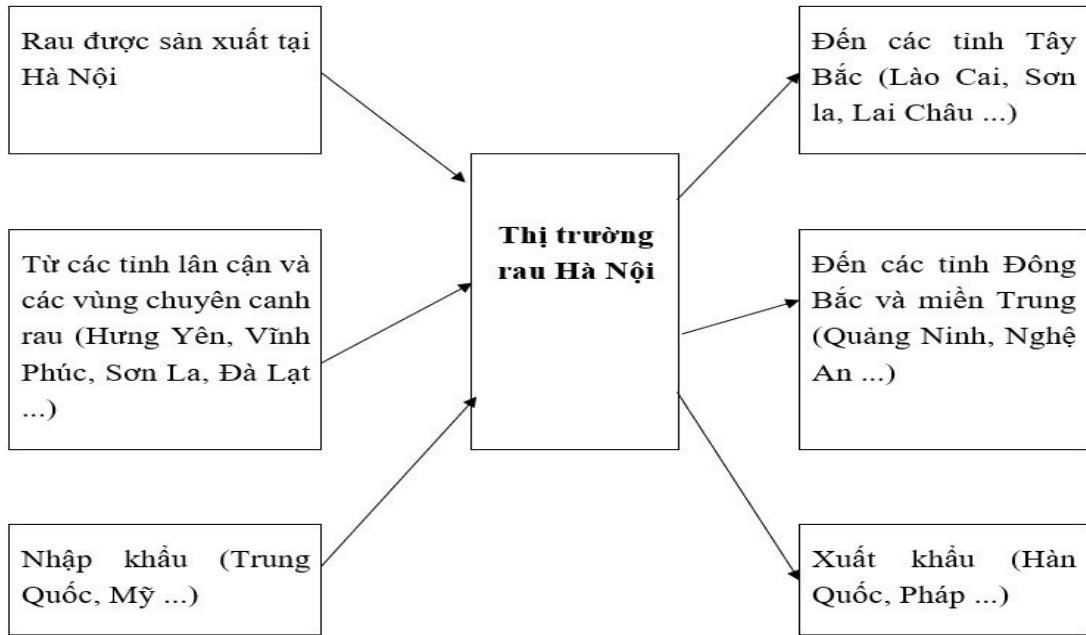 Rau được sản xuất tại
Hà Nội
Từ các tỉnh lân cận và
các vùng chuyên canh
rau (Hưng Yên, Vĩnh
Phúc, Sơn La, Đà Lạt
...)
Nhập khẩu (Trung
Quốc, Mỹ ...)
Thị trường
rau Hà Nội
Đến các tỉnh Tây
Bắc (Lào Cai, Sơn
la, Lai Châu ...)
Đến các tỉnh Đông
Bắc và miền Trung
(Quảng Ninh, Nghệ
An ...)
Xuất khẩu (Hàn
Quốc, Pháp ...)